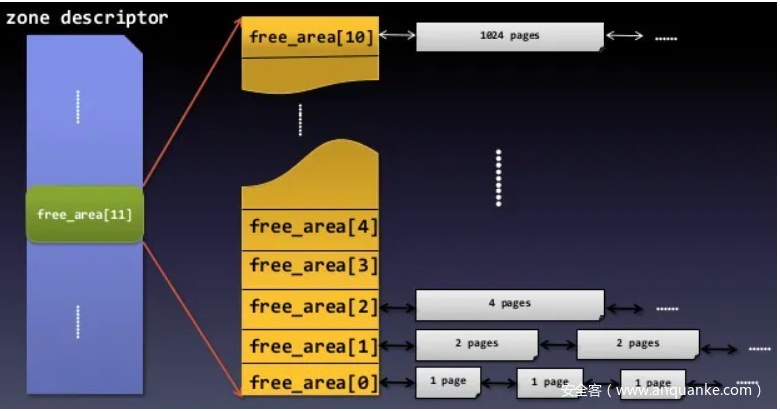 zone descriptor
free_area[11]
free_area[10]
1024 pages
......
free_area[4]
free_area[3]
free_area[2]
4 pages
......
free_area[1]
2 pages
2 pages
......
free_area[0]
1 page
1 page
1 page
......
安全客（www.anquanke.com）